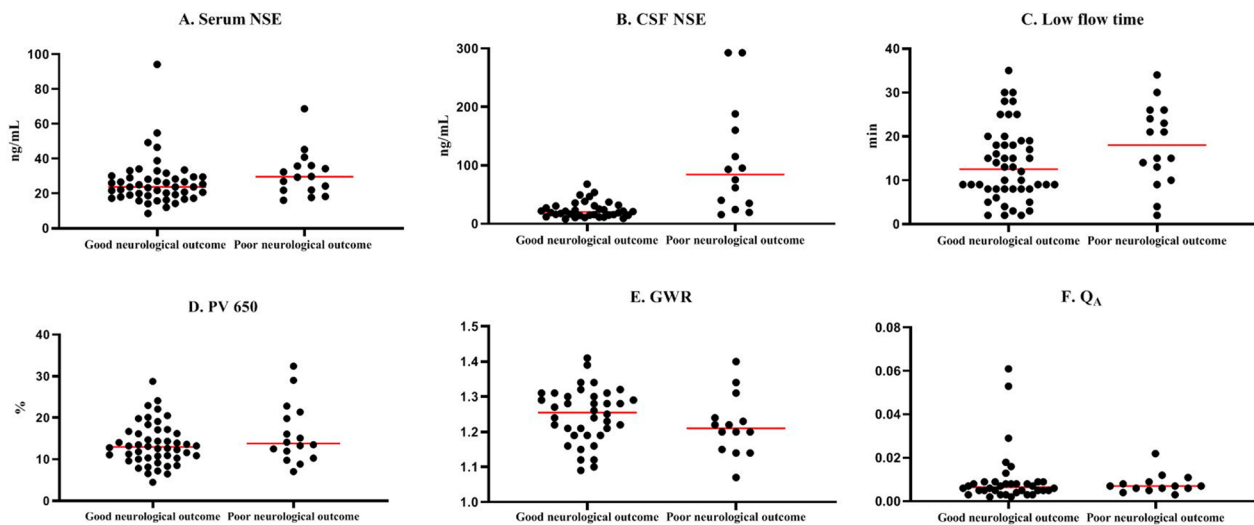 A. Serum NSE
100
80
60
40
20
0
ng/mL
Good neurological outcome Poor neurological outcome
B. CSF NSE
300
200
100
0
ng/mL
Good neurological outcome Poor neurological outcome
C. Low flow time
40
30
20
10
0
min
Good neurological outcome Poor neurological outcome
D. PV 650
40
30
20
10
0
%
Good neurological outcome Poor neurological outcome
E. GWR
1.5
1.4
1.3
1.2
1.1
1.0
Good neurological outcome Poor neurological outcome
F. QA
0.08
0.06
0.04
0.02
0.00
Good neurological outcome Poor neurological outcome